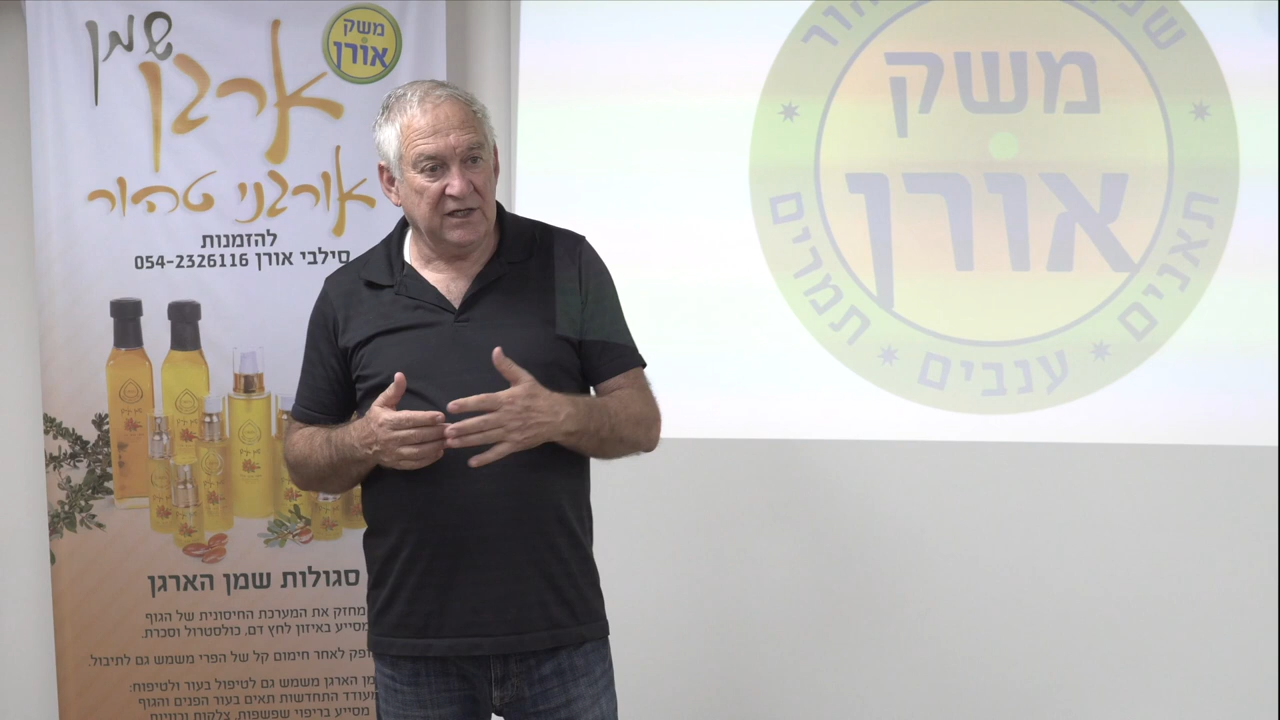 משק
אורן
שמן
ארגן
אורגני טהור
להזמנות
סילבי אורן 054-2326116
סגולות שמן הארגן
מחזק את המערכת החיסונית של הגוף
מסייע באיזון לחץ דם, כולסטרול וסכרת.
לאחר חימום קל של הפרי משמש גם לתיבול.
הארגן משמש גם לטיפול בעור ולטיפוח:
מעודד התחדשות תאים בעור הפנים והגוף
מסייע בריפוי שפשפות, צלקות
משק
אורן
תאנים * ענבים * תמרים